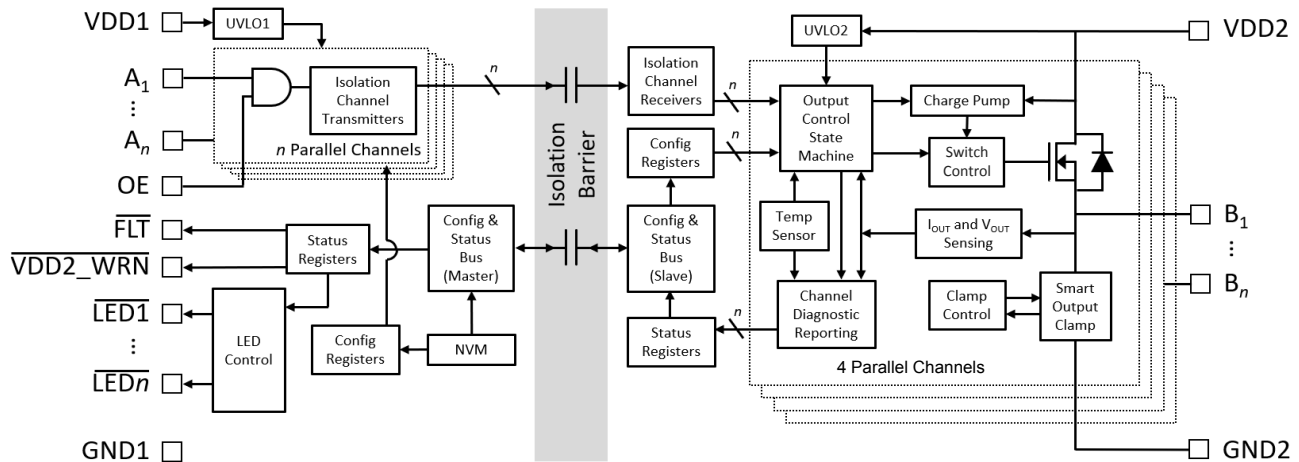 VDD1
UVLO1
A1
⋮
An
OE
Isolation
Channel
Transmitters
n Parallel Channels
n
FLT
VDD2_WRN
LED1
⋮
LEDn
GND1
Status
Registers
LED
Control
Config
Registers
Config &
Status
Bus
(Master)
NVM
Isolation
Barrier
Isolation
Channel
Receivers
n
Config
Registers
n
Config &
Status
Bus
(Slave)
Status
Registers
n
UVLO2
Output
Control
State
Machine
Charge Pump
Switch
Control
Temp
Sensor
IOUT and VOUT
Sensing
Channel
Diagnostic
Reporting
Clamp
Control
Smart
Output
Clamp
4 Parallel Channels
VDD2
B1
⋮
Bn
GND2